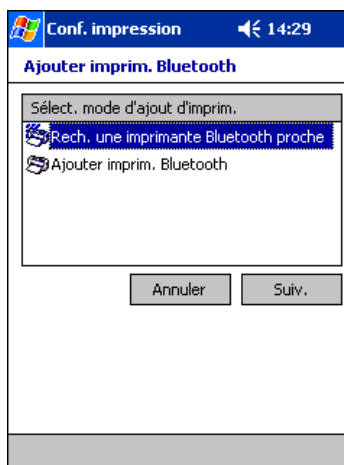 Conf. impression 14:29
Ajouter imprim. Bluetooth
Sélect. mode d'ajout d'imprim.
Rech. une imprimante Bluetooth proche
Ajouter imprim. Bluetooth
Annuler Suiv.